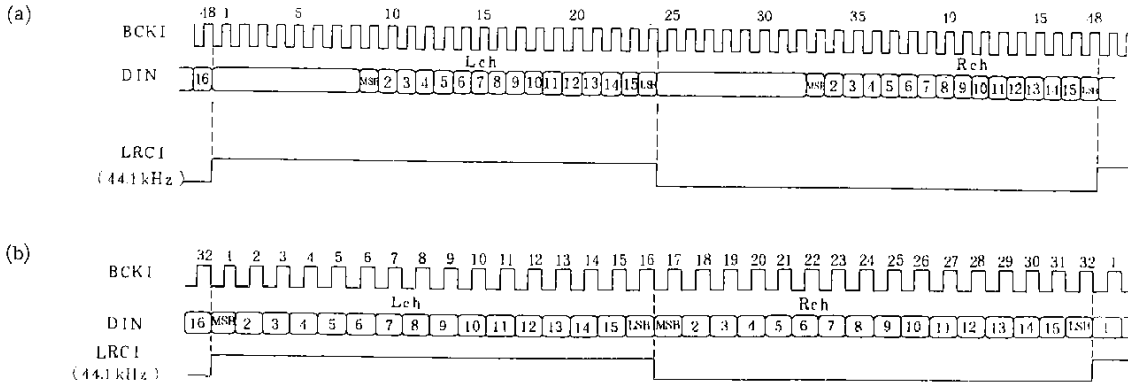 (a)
48 1 5 10 15 20 25 30 35 40 45 48
BCKI
Lch Rch
DIN 16 MSB 2 3 4 5 6 7 8 9 10 11 12 13 14 15 LSB MSB 2 3 4 5 6 7 8 9 10 11 12 13 14 15 LSB
LRCI
(44.1kHz)
(b)
32 1 2 3 4 5 6 7 8 9 10 11 12 13 14 15 16 17 18 19 20 21 22 23 24 25 26 27 28 29 30 31 32 1
BCKI
Lch Rch
DIN 16 MSB 2 3 4 5 6 7 8 9 10 11 12 13 14 15 LSB MSB 2 3 4 5 6 7 8 9 10 11 12 13 14 15 LSB 1
LRCI
(44.1kHz)